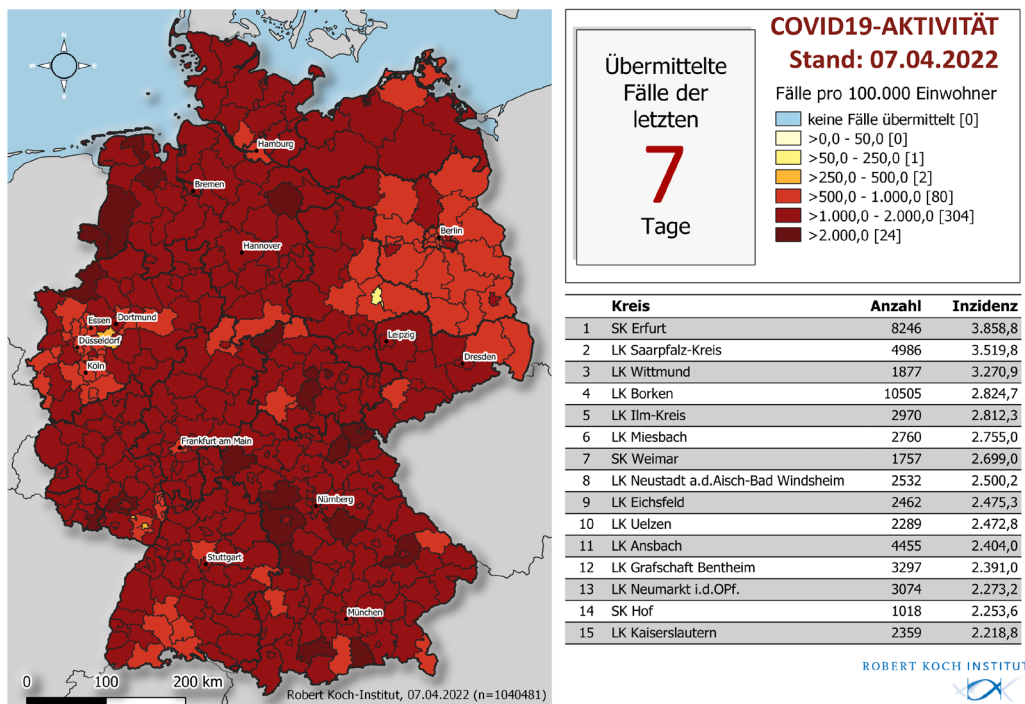 COVID19-AKTIVITÄT
Stand: 07.04.2022
Übermittelte
Fälle der
letzten
7
Tage
Fälle pro 100.000 Einwohner
keine Fälle übermittelt [0]
>0,0 - 50,0 [0]
>50,0 - 250,0 [1]
>250,0 - 500,0 [2]
>500,0 - 1.000,0 [80]
>1.000,0 - 2.000,0 [304]
>2.000,0 [24]
N
W
E
S
Hamburg
Bremen
Berlin
Hannover
Essen
Dortmund
Düsseldorf
Köln
Leipzig
Dresden
Frankfurt am Main
Nürnberg
Stuttgart
München
0 100 200 km
Robert Koch-Institut, 07.04.2022 (n=1040481)
Kreis Anzahl Inzidenz
1 SK Erfurt 8246 3.858,8
2 LK Saarpfalz-Kreis 4986 3.519,8
3 LK Wittmund 1877 3.270,9
4 LK Borken 10505 2.824,7
5 LK Ilm-Kreis 2970 2.812,3
6 LK Miesbach 2760 2.755,0
7 SK Weimar 1757 2.699,0
8 LK Neustadt a.d.Aisch-Bad Windsheim 2532 2.500,2
9 LK Eichsfeld 2462 2.475,3
10 LK Uelzen 2289 2.472,8
11 LK Ansbach 4455 2.404,0
12 LK Grafschaft Bentheim 3297 2.391,0
13 LK Neumarkt i.d.OPf. 3074 2.273,2
14 SK Hof 1018 2.253,6
15 LK Kaiserslautern 2359 2.218,8
ROBERT KOCH INSTITUT